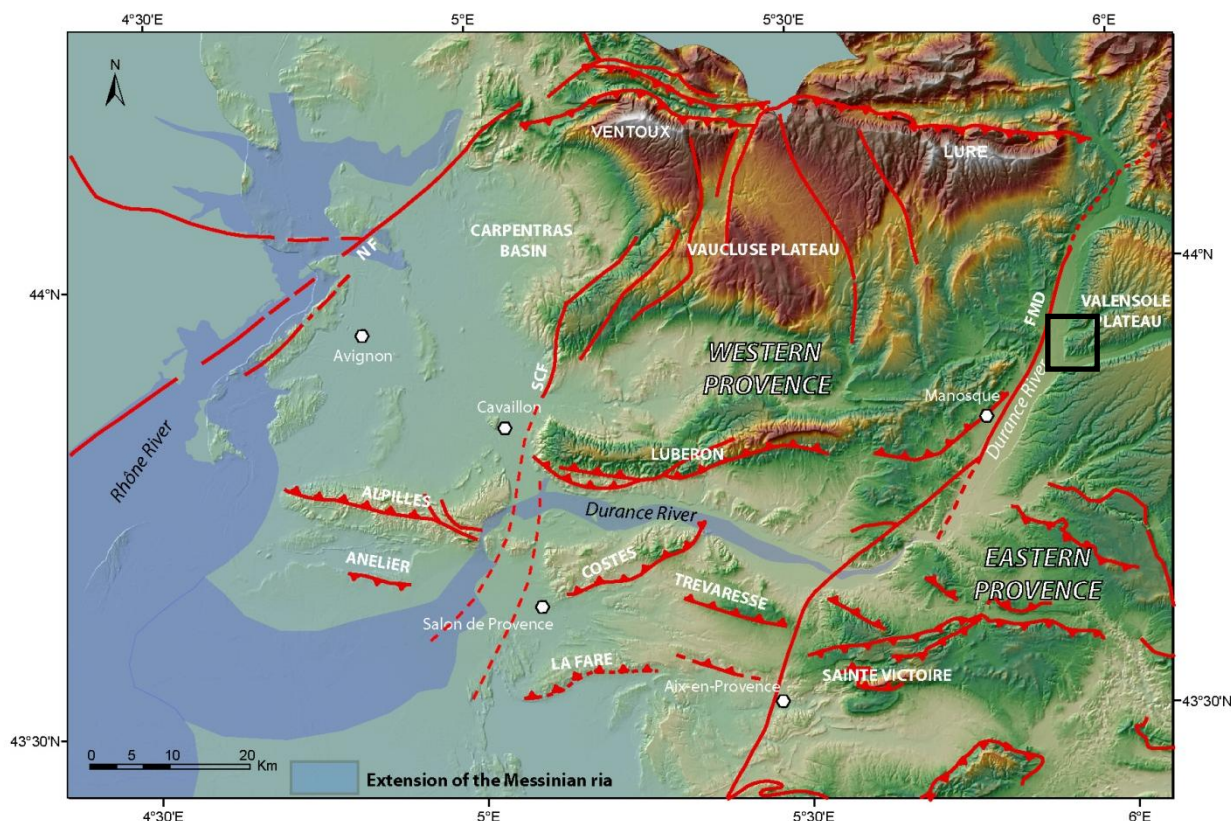 4°30'
5°
5°30'
6°
N
VENTOUX
LURE
CARPENTRAS
BASIN
VAUCLUSE PLATEAU
NF
44°N
44°N
FMD
VALENSOLE
PLATEAU
Avignon
WESTERN
PROVENCE
SCF
Cavaillon
Manosque
Durance River
Rhône River
LUBERON
ALPILLES
Durance River
ANELiER
COSTES
TREVARESSE
EASTERN
PROVENCE
Salon de Provence
LA FARE
Aix-en-Provence
SAINTE VICTOIRE
43°30'N
43°30'N
0 5 10 20
Km
Extension of the Messinian ria
4°30'
5°
5°30'
6°